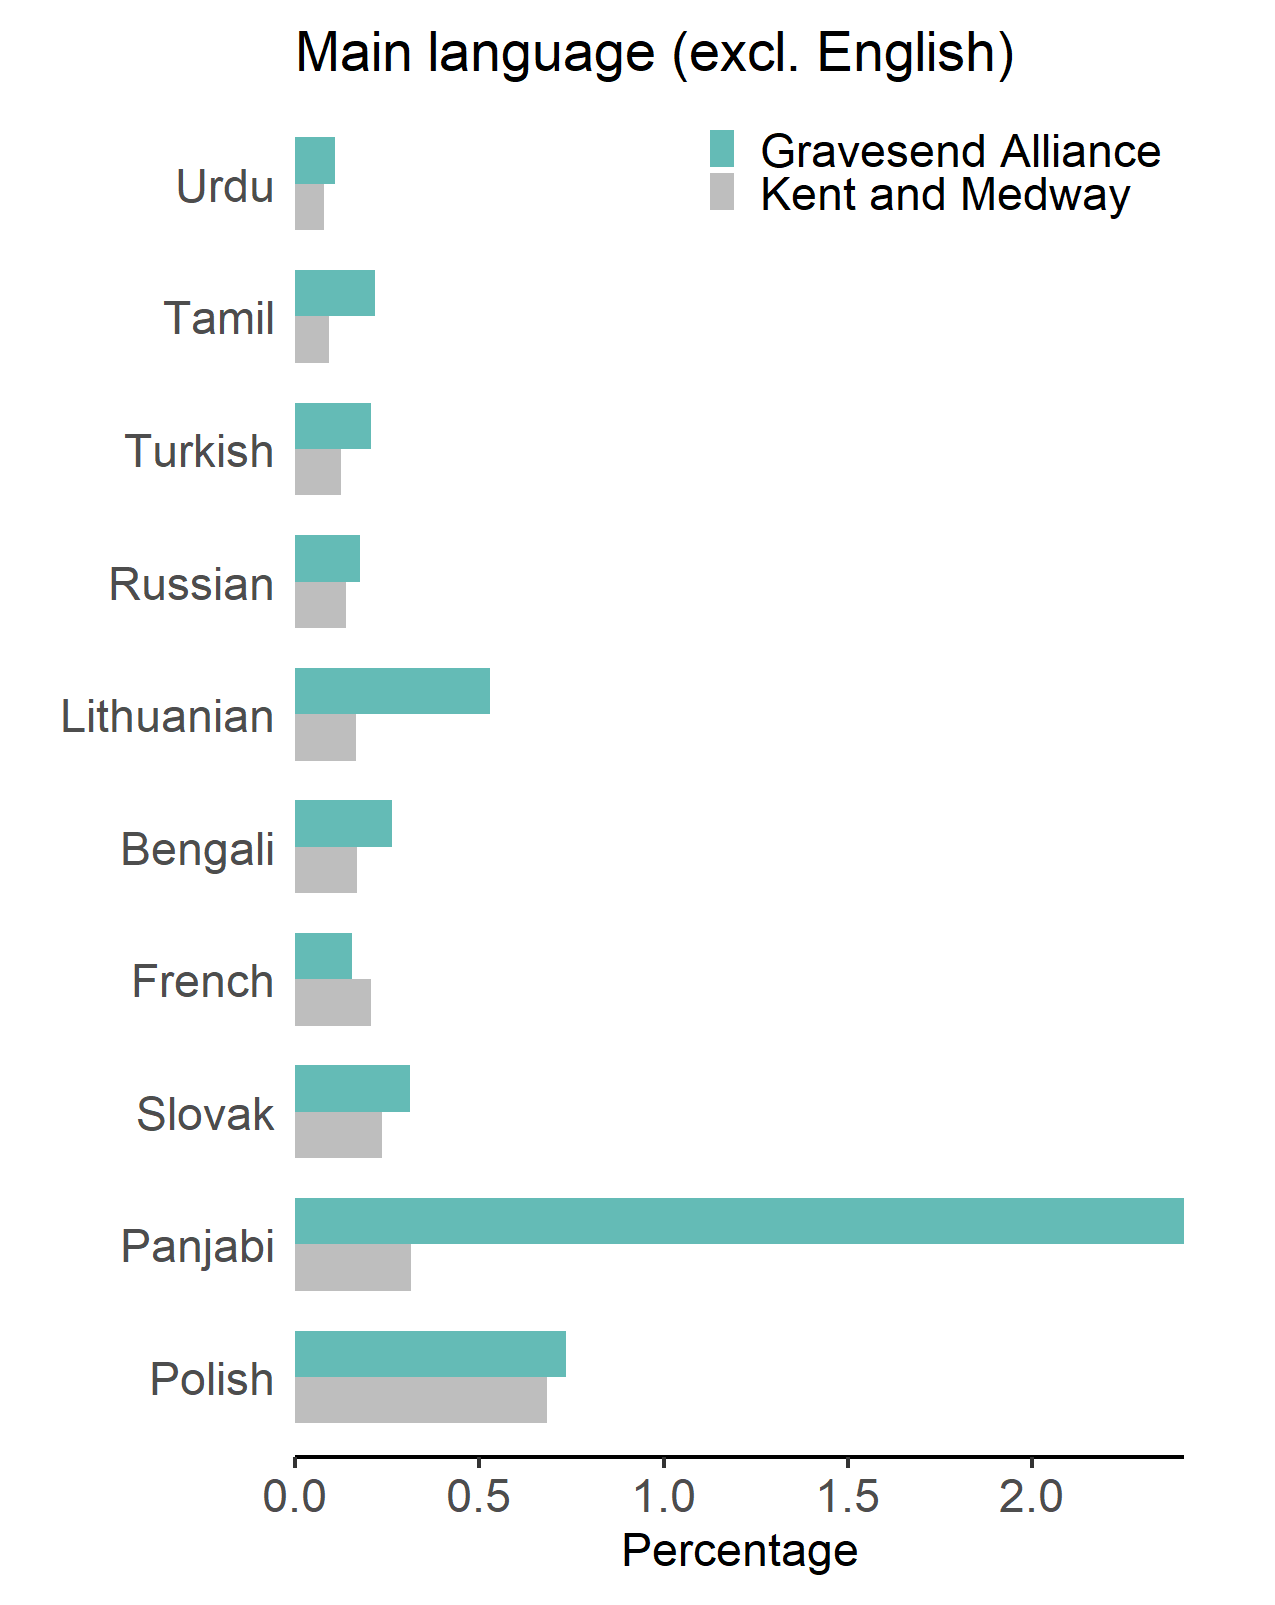 Main language (excl. English)
Gravesend Alliance
Kent and Medway
Urdu
Tamil
Turkish
Russian
Lithuanian
Bengali
French
Slovak
Panjabi
Polish
0.0 0.5 1.0 1.5 2.0
Percentage